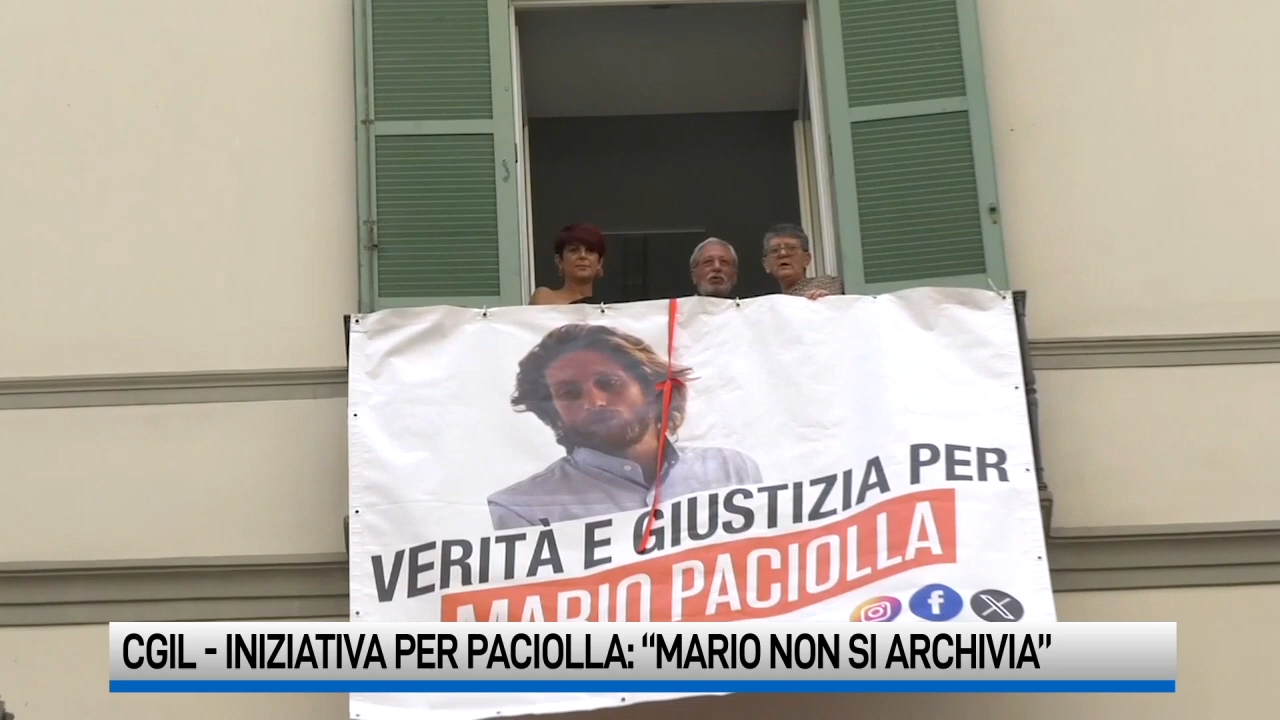 VERITÀ E GIUSTIZIA PER
MARIO PACIOLLA
CGIL - INIZIATIVA PER PACIOLLA: “MARIO NON SI ARCHIVIA”